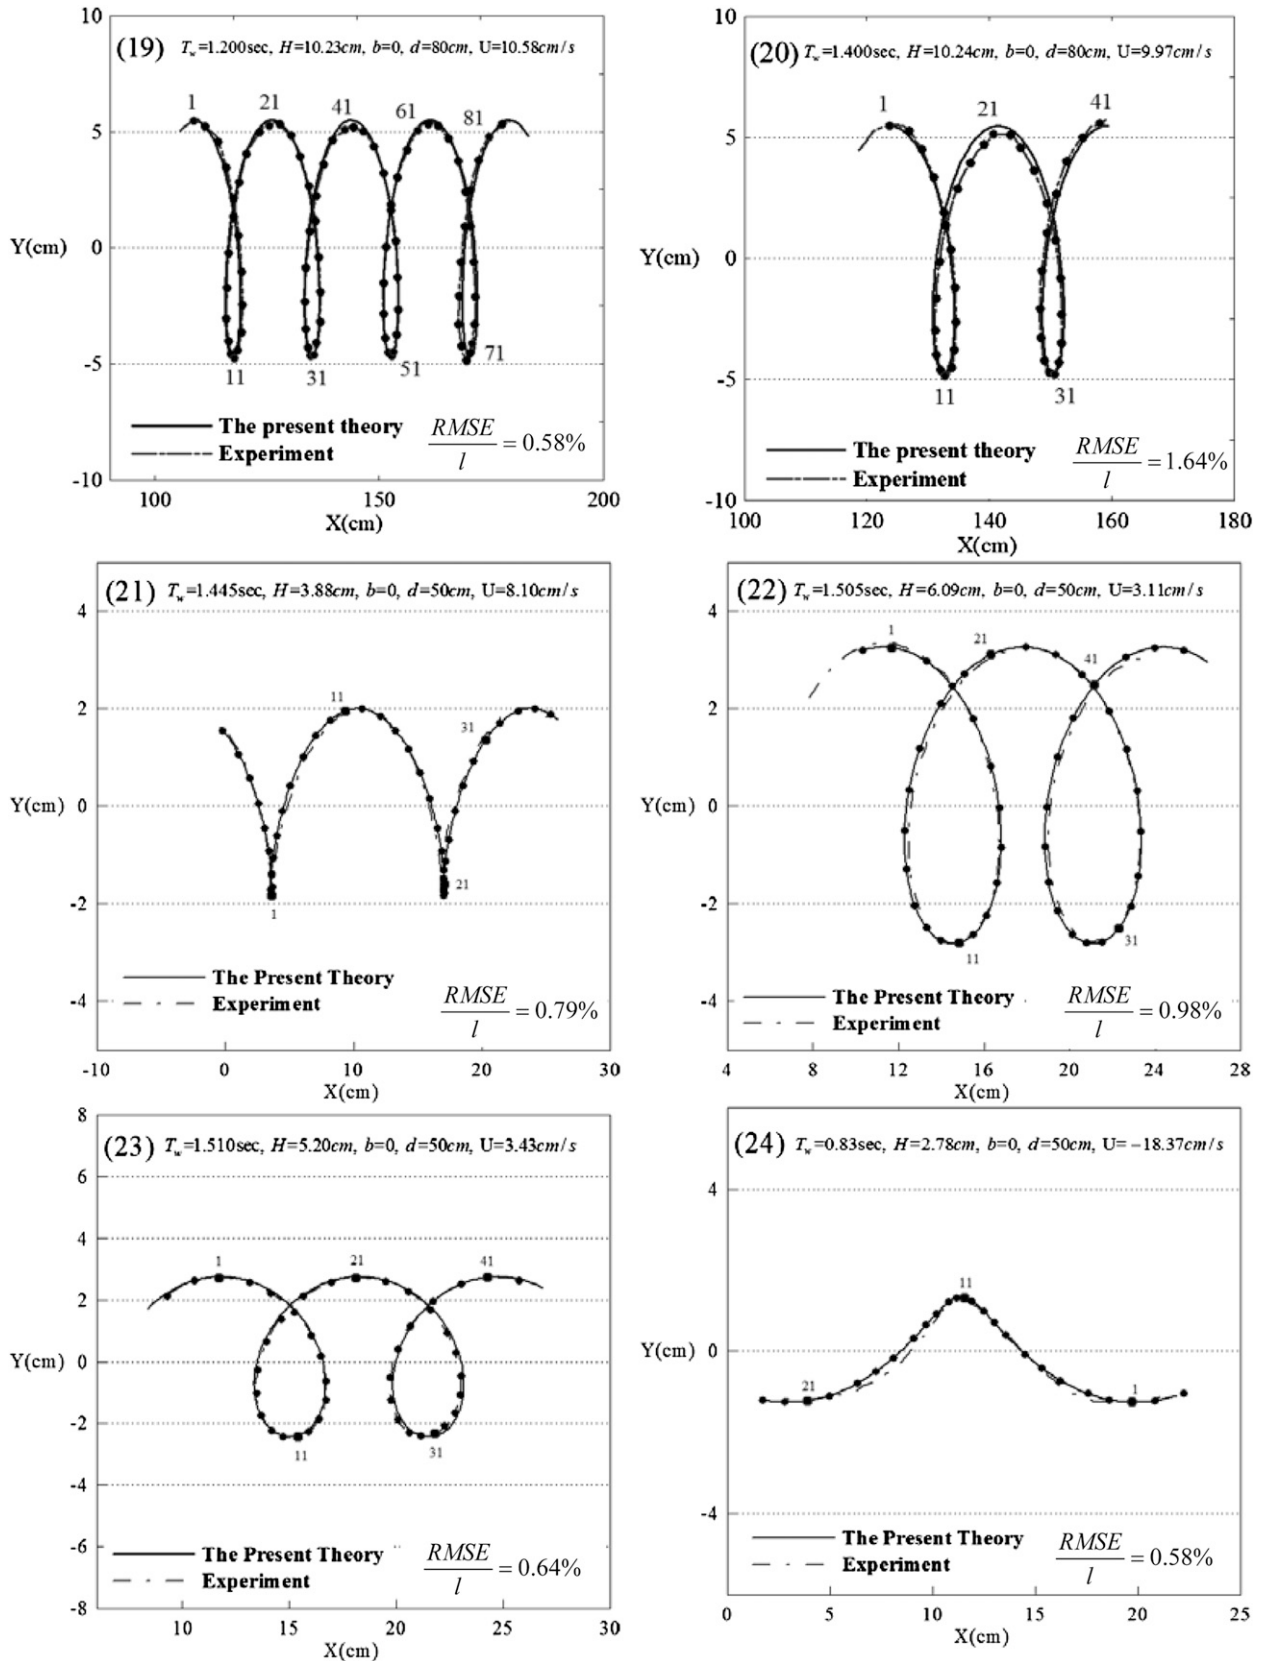 (19) T_w=1.200sec, H=10.23cm, b=0, d=80cm, U=10.58cm/s
10
5
Y(cm) 0
-5
-10
1 21 41 61 81
11 31 51 71
The present theory
Experiment
RMSE/l = 0.58%
100 150 200
X(cm)
(20) T_w=1.400sec, H=10.24cm, b=0, d=80cm, U=9.97cm/s
10
5
Y(cm) 0
-5
-10
1 21 41
11 31
The present theory
Experiment
RMSE/l = 1.64%
100 120 140 160 180
X(cm)
(21) T_w=1.445sec, H=3.88cm, b=0, d=50cm, U=8.10cm/s
4
2
Y(cm) 0
-2
-4
11 31
1 21
The Present Theory
Experiment
RMSE/l = 0.79%
-10 0 10 20 30
X(cm)
(22) T_w=1.505sec, H=6.09cm, b=0, d=50cm, U=3.11cm/s
4
2
Y(cm) 0
-2
-4
1 21 41
11 31
The Present Theory
Experiment
RMSE/l = 0.98%
4 8 12 16 20 24 28
X(cm)
(23) T_w=1.510sec, H=5.20cm, b=0, d=50cm, U=3.43cm/s
8
6
4
2
Y(cm) 0
-2
-4
-6
-8
1 21 41
11 31
The Present Theory
Experiment
RMSE/l = 0.64%
10 15 20 25 30
X(cm)
(24) T_w=0.83sec, H=2.78cm, b=0, d=50cm, U= −18.37cm/s
4
Y(cm) 0
-4
11
21 1
The Present Theory
Experiment
RMSE/l = 0.58%
0 5 10 15 20 25
X(cm)